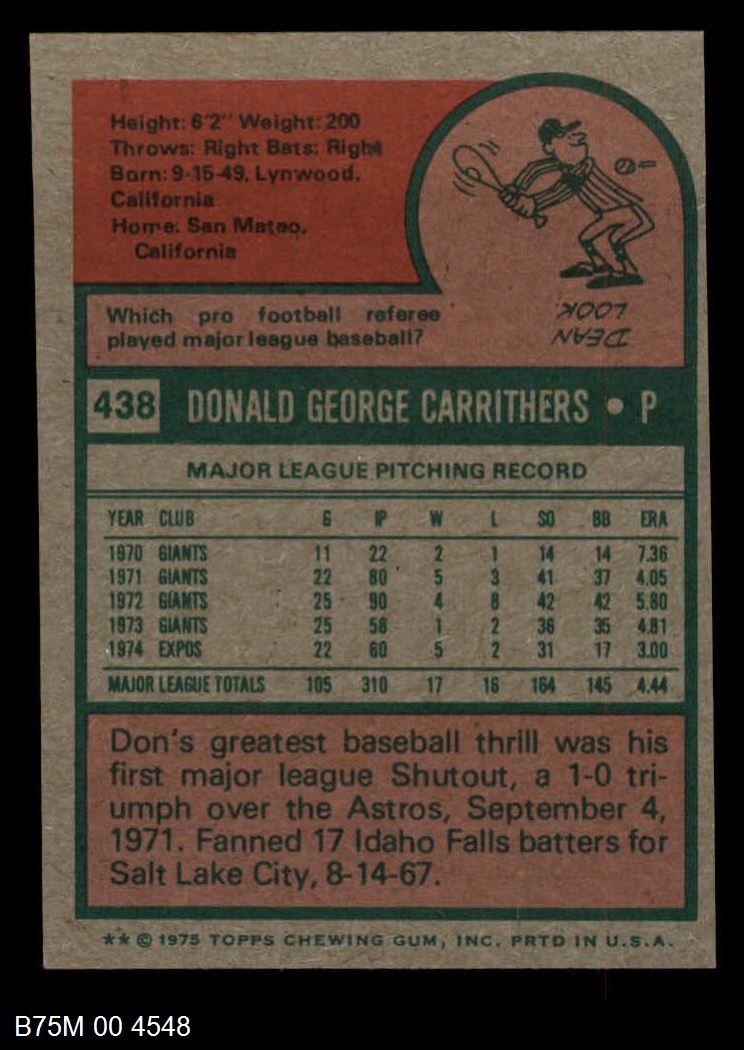 Height: 6'2" Weight: 200
Throws: Right Bats: Right
Born: 9-15-49, Lynwood,
California
Home: San Mateo,
California
Which pro football referee
played major league baseball?
DEAN
LOOK
438 DONALD GEORGE CARRITHERS • P
MAJOR LEAGUE PITCHING RECORD
YEAR CLUB G IP W L SO BB ERA
1970 GIANTS 11 22 2 1 14 14 7.36
1971 GIANTS 22 80 5 3 41 37 4.05
1972 GIANTS 25 90 4 8 42 42 5.80
1973 GIANTS 25 58 1 2 36 35 4.81
1974 EXPOS 22 60 5 2 31 17 3.00
MAJOR LEAGUE TOTALS 105 310 17 16 164 145 4.44
Don's greatest baseball thrill was his
first major league Shutout, a 1-0 tri-
umph over the Astros, September 4,
1971. Fanned 17 Idaho Falls batters for
Salt Lake City, 8-14-67.
** © 1975 TOPPS CHEWING GUM, INC. PRTD IN U.S.A.
B75M 00 4548